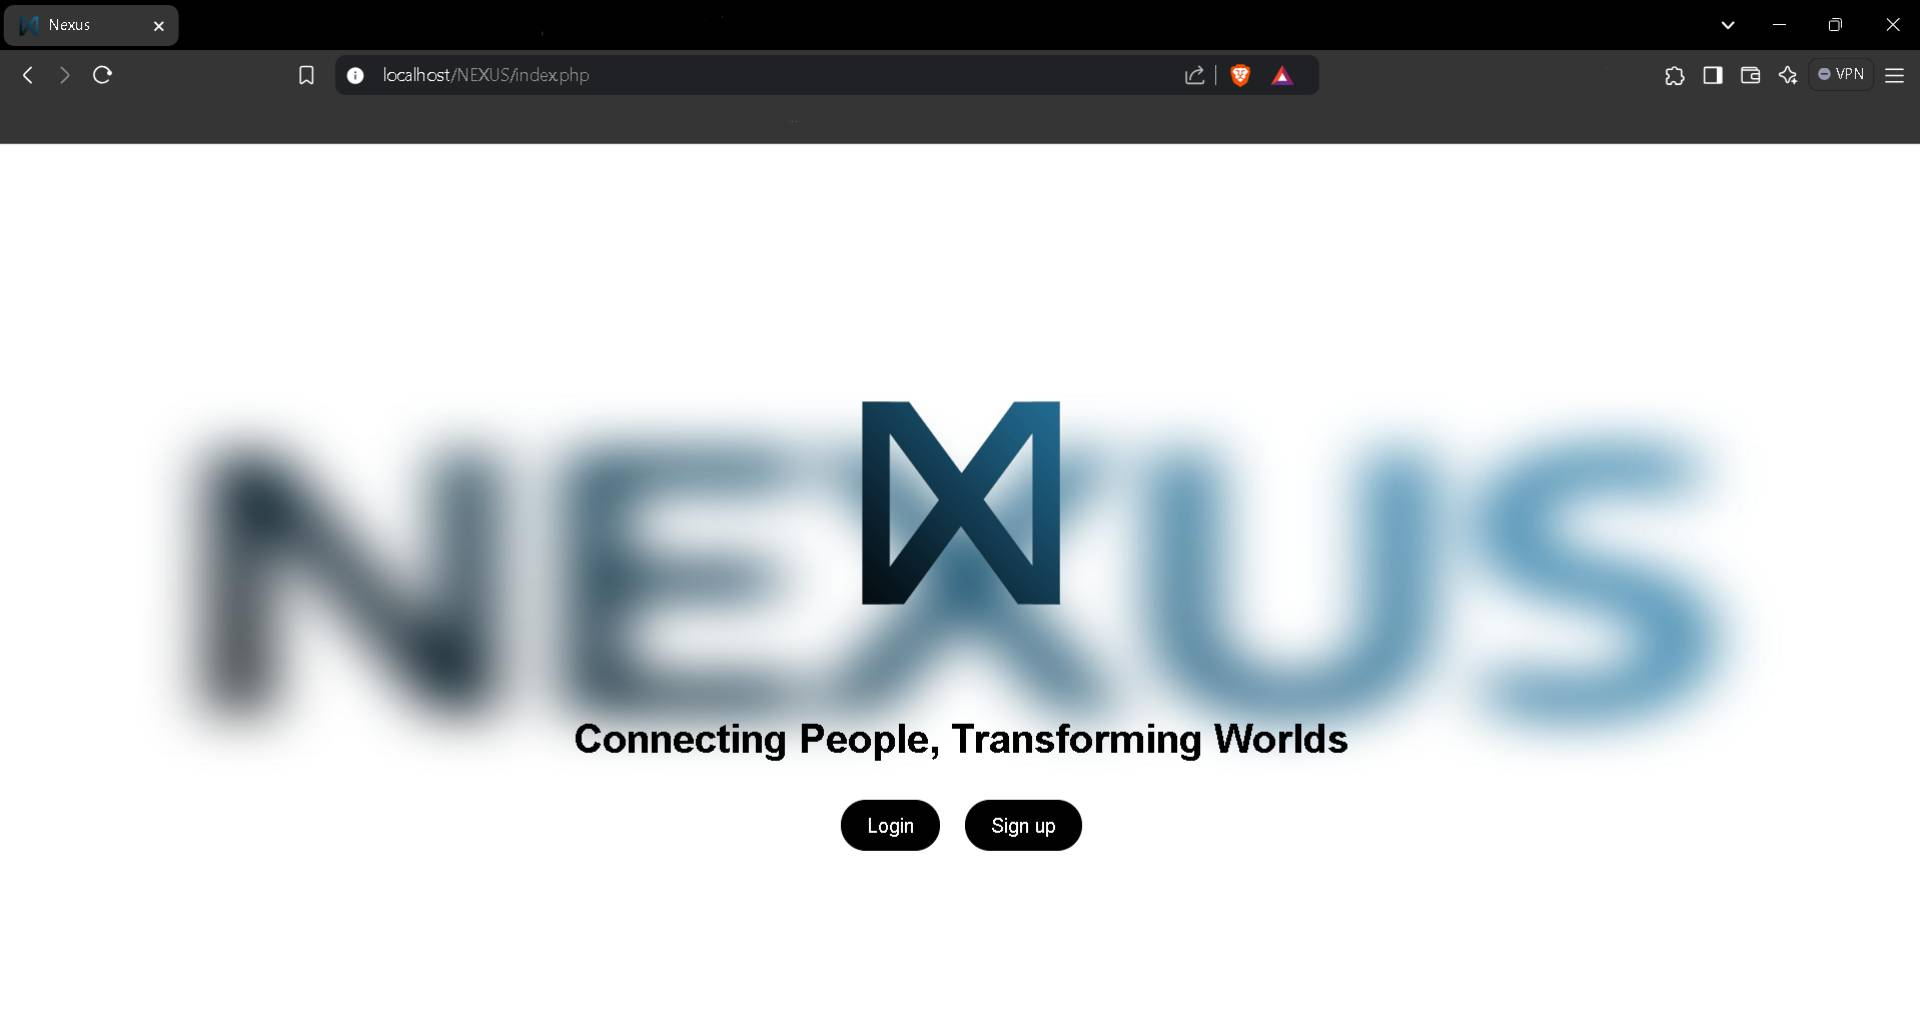 Nexus
localhost/NEXUS/index.php
VPN
NEXUS
Connecting People, Transforming Worlds
Login
Sign up